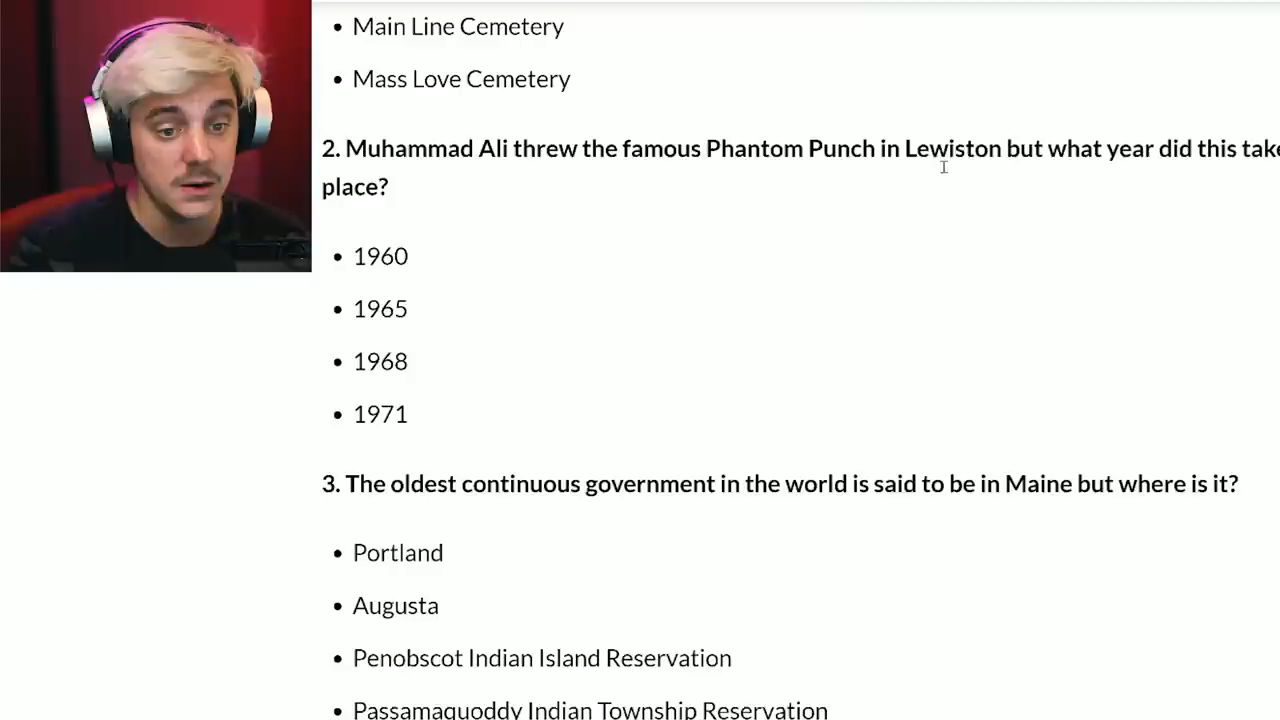 Main Line Cemetery
Mass Love Cemetery
2. Muhammad Ali threw the famous Phantom Punch in Lewiston but what year did this take
place?
1960
1965
1968
1971
3. The oldest continuous government in the world is said to be in Maine but where is it?
Portland
Augusta
Penobscot Indian Island Reservation
Passamaquoddy Indian Township Reservation